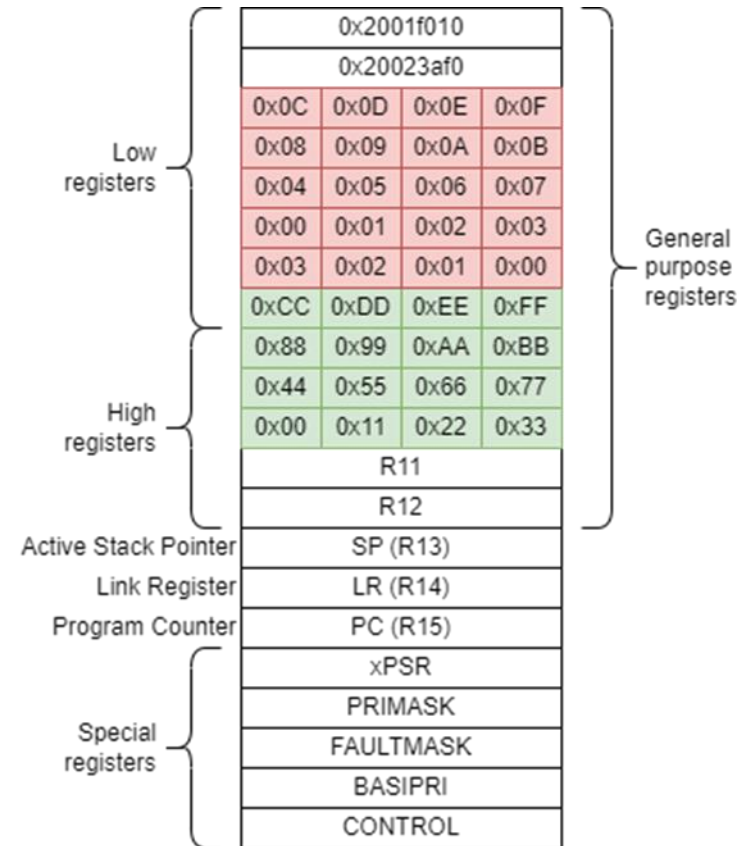 0x2001f010
0x20023af0
0x0C 0x0D 0x0E 0x0F
0x08 0x09 0x0A 0x0B
Low
registers
0x04 0x05 0x06 0x07
0x00 0x01 0x02 0x03
General
purpose
registers
0x03 0x02 0x01 0x00
0xCC 0xDD 0xEE 0xFF
0x88 0x99 0xAA 0xBB
0x44 0x55 0x66 0x77
High
registers
0x00 0x11 0x22 0x33
R11
R12
Active Stack Pointer SP (R13)
Link Register LR (R14)
Program Counter PC (R15)
xPSR
PRIMASK
Special
registers
FAULTMASK
BASIPRI
CONTROL